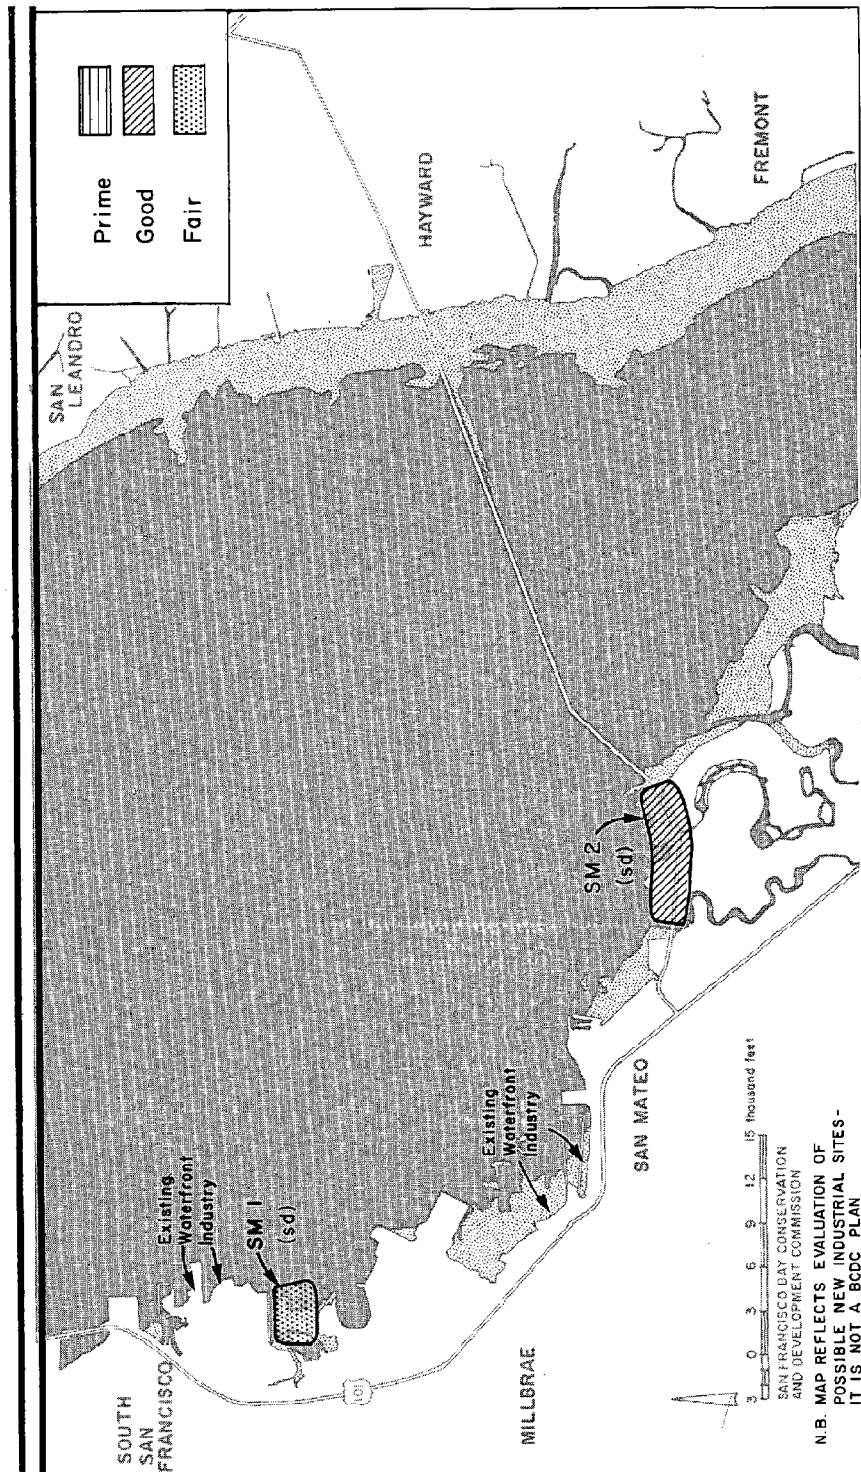 Prime
Good
Fair
SAN
LEANDRO
HAYWARD
FREMONT
SOUTH
SAN
FRANCISCO
Existing
Waterfront
Industry
SM 1
(sd)
101
MILLBRAE
Existing
Waterfront
Industry
SAN MATEO
SM 2
(sd)
3 0 3 6 9 12 15 thousand feet
SAN FRANCISCO BAY CONSERVATION
AND DEVELOPMENT COMMISSION
N.B. MAP REFLECTS EVALUATION OF
POSSIBLE NEW INDUSTRIAL SITES-
IT IS NOT A BCDC PLAN